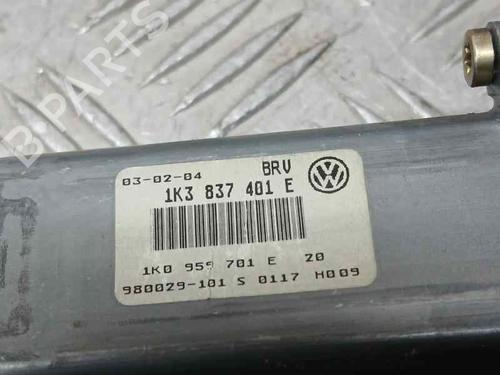 B-PARTS
03-02-04 BRV
1K3 837 401 E
1K0 959 701 E 20
980029-101 S 0117 H009